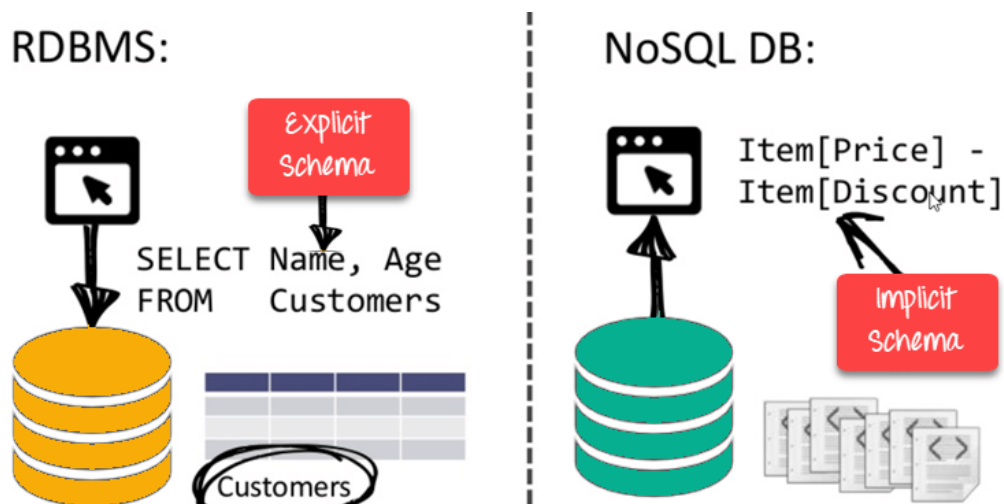 RDBMS:
Explicit
Schema
SELECT Name, Age
FROM Customers
Customers
NoSQL DB:
Item[Price] -
Item[Discount]
Implicit
Schema